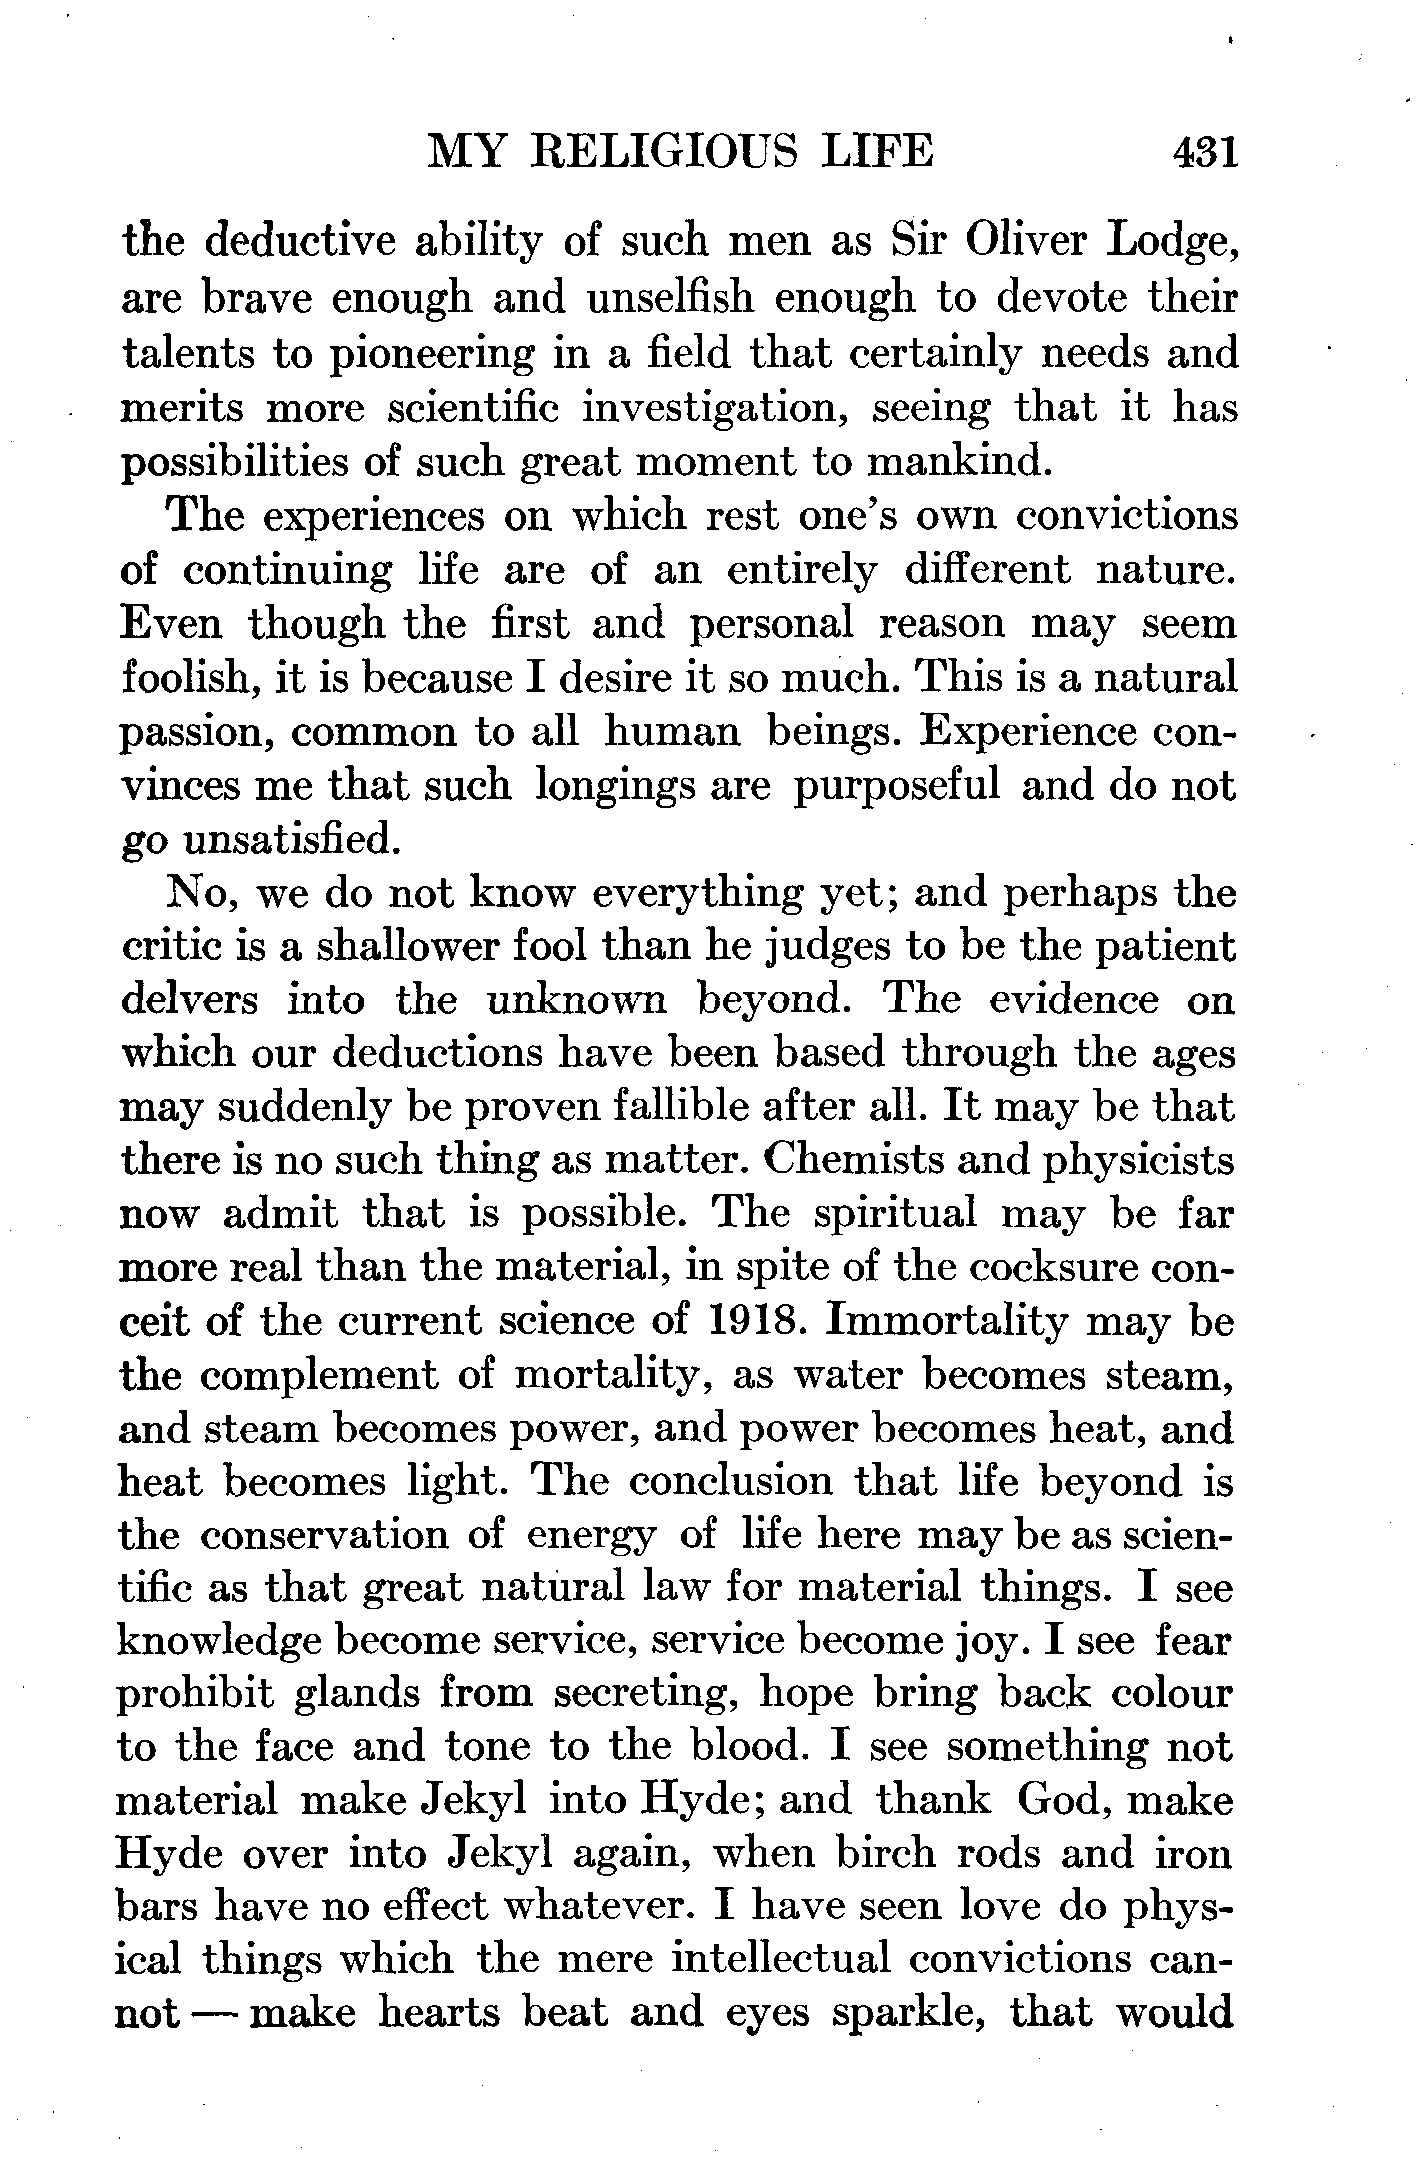 MY RELIGIOUS LIFE 431
the deductive ability of such men as Sir Oliver Lodge,
are brave enough and unselfish enough to devote their
talents to pioneering in a field that certainly needs and
merits more scientific investigation, seeing that it has
possibilities of such great moment to mankind.
The experiences on which rest one's own convictions
of continuing life are of an entirely different nature.
Even though the first and personal reason may seem
foolish, it is because I desire it so much. This is a natural
passion, common to all human beings. Experience con-
vinces me that such longings are purposeful and do not
go unsatisfied.
No, we do not know everything yet; and perhaps the
critic is a shallower fool than he judges to be the patient
delvers into the unknown beyond. The evidence on
which our deductions have been based through the ages
may suddenly be proven fallible after all. It may be that
there is no such thing as matter. Chemists and physicists
now admit that is possible. The spiritual may be far
more real than the material, in spite of the cocksure con-
ceit of the current science of 1918. Immortality may be
the complement of mortality, as water becomes steam,
and steam becomes power, and power becomes heat, and
heat becomes light. The conclusion that life beyond is
the conservation of energy of life here may be as scien-
tific as that great natural law for material things. I see
knowledge become service, service become joy. I see fear
prohibit glands from secreting, hope bring back colour
to the face and tone to the blood. I see something not
material make Jekyl into Hyde; and thank God, make
Hyde over into Jekyl again, when birch rods and iron
bars have no effect whatever. I have seen love do phys-
ical things which the mere intellectual convictions can-
not — make hearts beat and eyes sparkle, that would